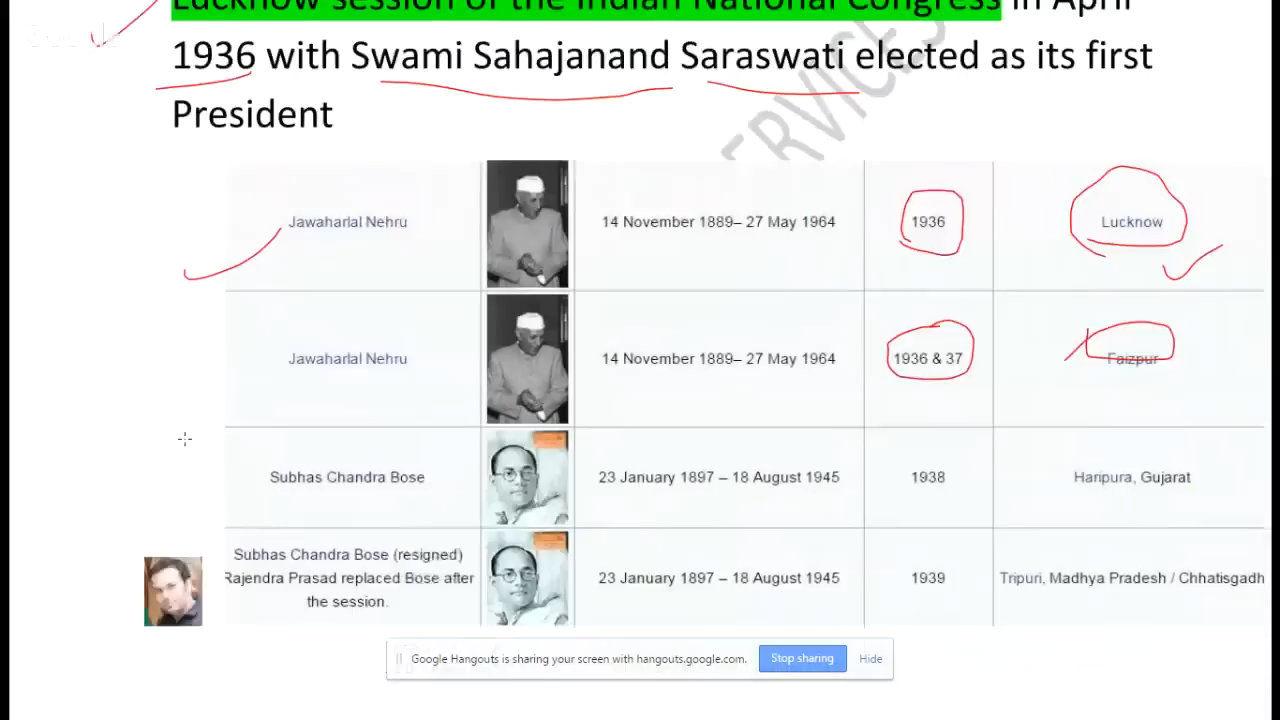 Google
Lucknow session of the Indian National Congress in April
1936 with Swami Sahajanand Saraswati elected as its first
President
ERVICES
Jawaharlal Nehru 14 November 1889– 27 May 1964 1936 Lucknow
Jawaharlal Nehru 14 November 1889– 27 May 1964 1936 & 37 Faizpur
Subhas Chandra Bose 23 January 1897 – 18 August 1945 1938 Haripura, Gujarat
Subhas Chandra Bose (resigned)
Rajendra Prasad replaced Bose after 23 January 1897 – 18 August 1945 1939 Tripuri, Madhya Pradesh / Chhatisgadh
the session.
Google Hangouts is sharing your screen with hangouts.google.com. Stop sharing Hide